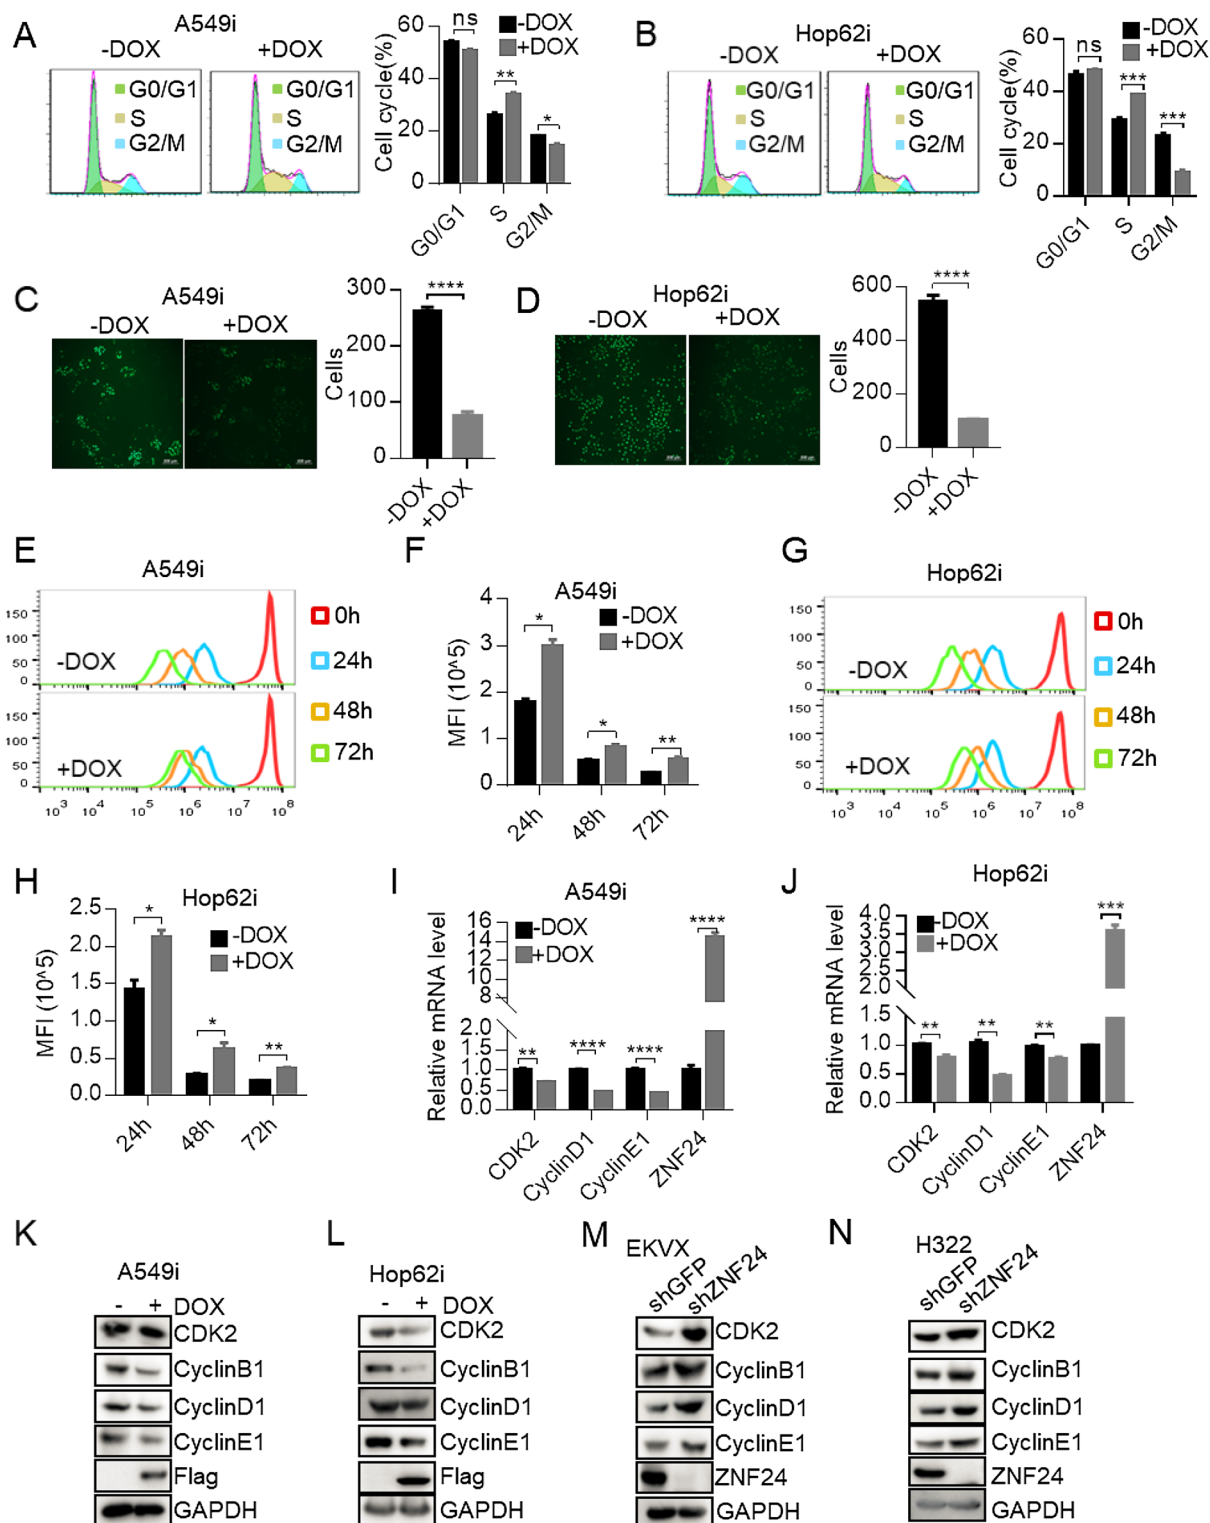 A
A549i
-DOX
+DOX
G0/G1
S
G2/M
G0/G1
S
G2/M
Cell cycle(%)
60
40
20
0
ns
**
*
-DOX
+DOX
G0/G1
S
G2/M
B
Hop62i
-DOX
+DOX
G0/G1
S
G2/M
G0/G1
S
G2/M
Cell cycle(%)
60
40
20
0
ns
***
***
-DOX
+DOX
G0/G1
S
G2/M
C
A549i
-DOX
+DOX
Cells
300
200
100
0
****
-DOX
+DOX
D
Hop62i
-DOX
+DOX
Cells
600
400
200
0
****
-DOX
+DOX
E
A549i
150
100
50
0
-DOX
150
100
50
0
+DOX
10^3 10^4 10^5 10^6 10^7 10^8
0h
24h
48h
72h
F
A549i
MFI (10^5)
4
3
2
1
0
*
*
**
-DOX
+DOX
24h
48h
72h
G
Hop62i
150
100
50
0
-DOX
150
100
50
0
+DOX
10^3 10^4 10^5 10^6 10^7 10^8
0h
24h
48h
72h
H
Hop62i
MFI (10^5)
2.5
2.0
1.5
1.0
0.5
0.0
*
*
**
-DOX
+DOX
24h
48h
72h
I
A549i
Relative mRNA level
16
14
12
10
8
2.0
1.5
1.0
0.5
0.0
**
****
****
****
-DOX
+DOX
CDK2
CyclinD1
CyclinE1
ZNF24
J
Hop62i
Relative mRNA level
4.0
3.5
3.0
2.5
2.0
1.5
1.0
0.5
0.0
**
**
**
***
-DOX
+DOX
CDK2
CyclinD1
CyclinE1
ZNF24
K
A549i
- + DOX
CDK2
CyclinB1
CyclinD1
CyclinE1
Flag
GAPDH
L
Hop62i
- + DOX
CDK2
CyclinB1
CyclinD1
CyclinE1
Flag
GAPDH
M
EKVX
shGFP
shZNF24
CDK2
CyclinB1
CyclinD1
CyclinE1
ZNF24
GAPDH
N
H322
shGFP
shZNF24
CDK2
CyclinB1
CyclinD1
CyclinE1
ZNF24
GAPDH